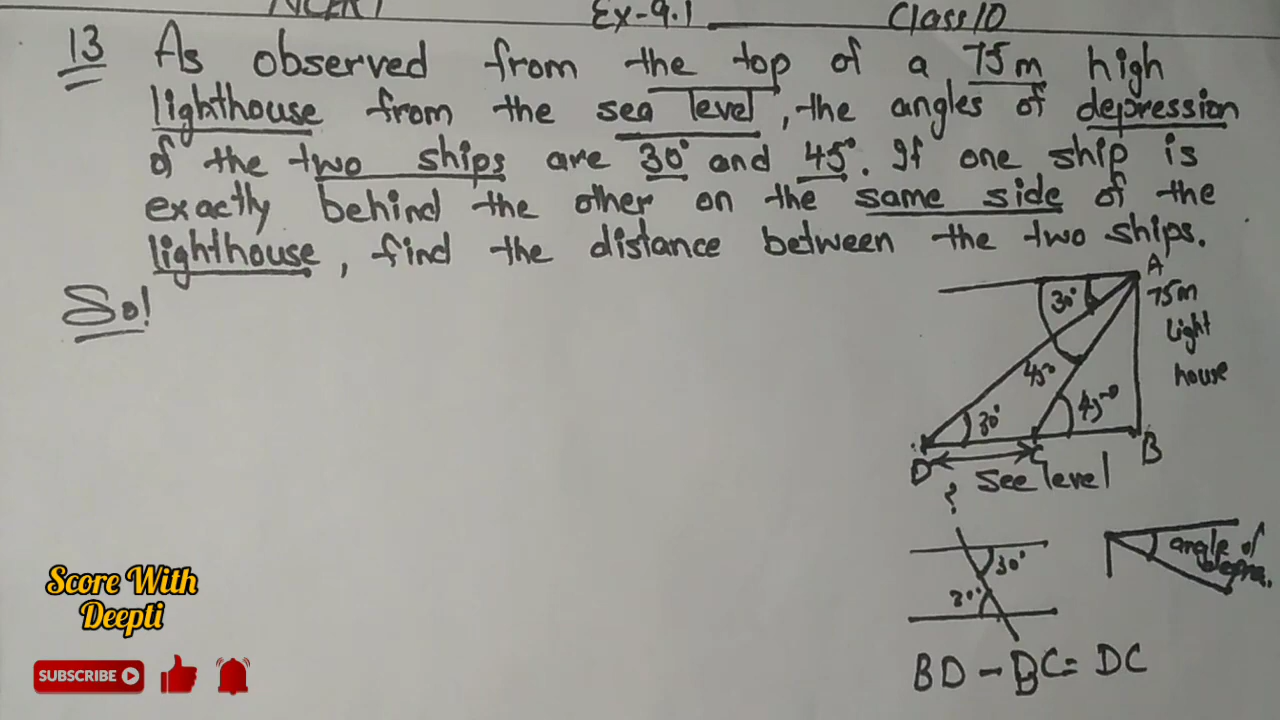 NCERT Ex-9.1 Class 10
13 As observed from the top of a 75m high
lighthouse from the sea level, the angles of depression
of the two ships are 30° and 45°. If one ship is
exactly behind the other on the same side of the
lighthouse, find the distance between the two ships.
Sol
A
75m
light
house
30°
45°
30°
45°
D
C
B
?
See level
30°
30°
angle of
BD - BC = DC
Score With
Deepti
SUBSCRIBE